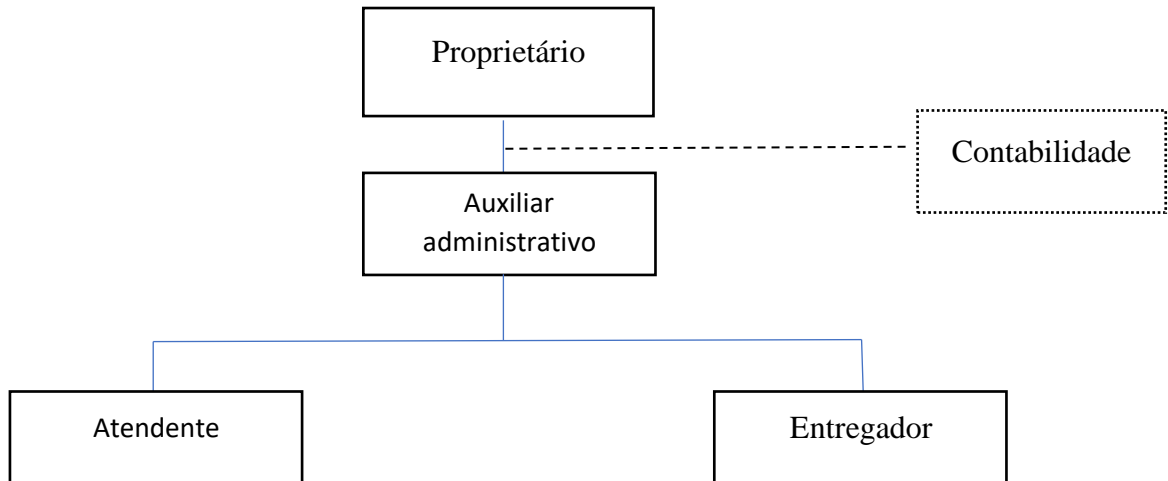 Proprietário
Contabilidade
Auxiliar
administrativo
Atendente
Entregador